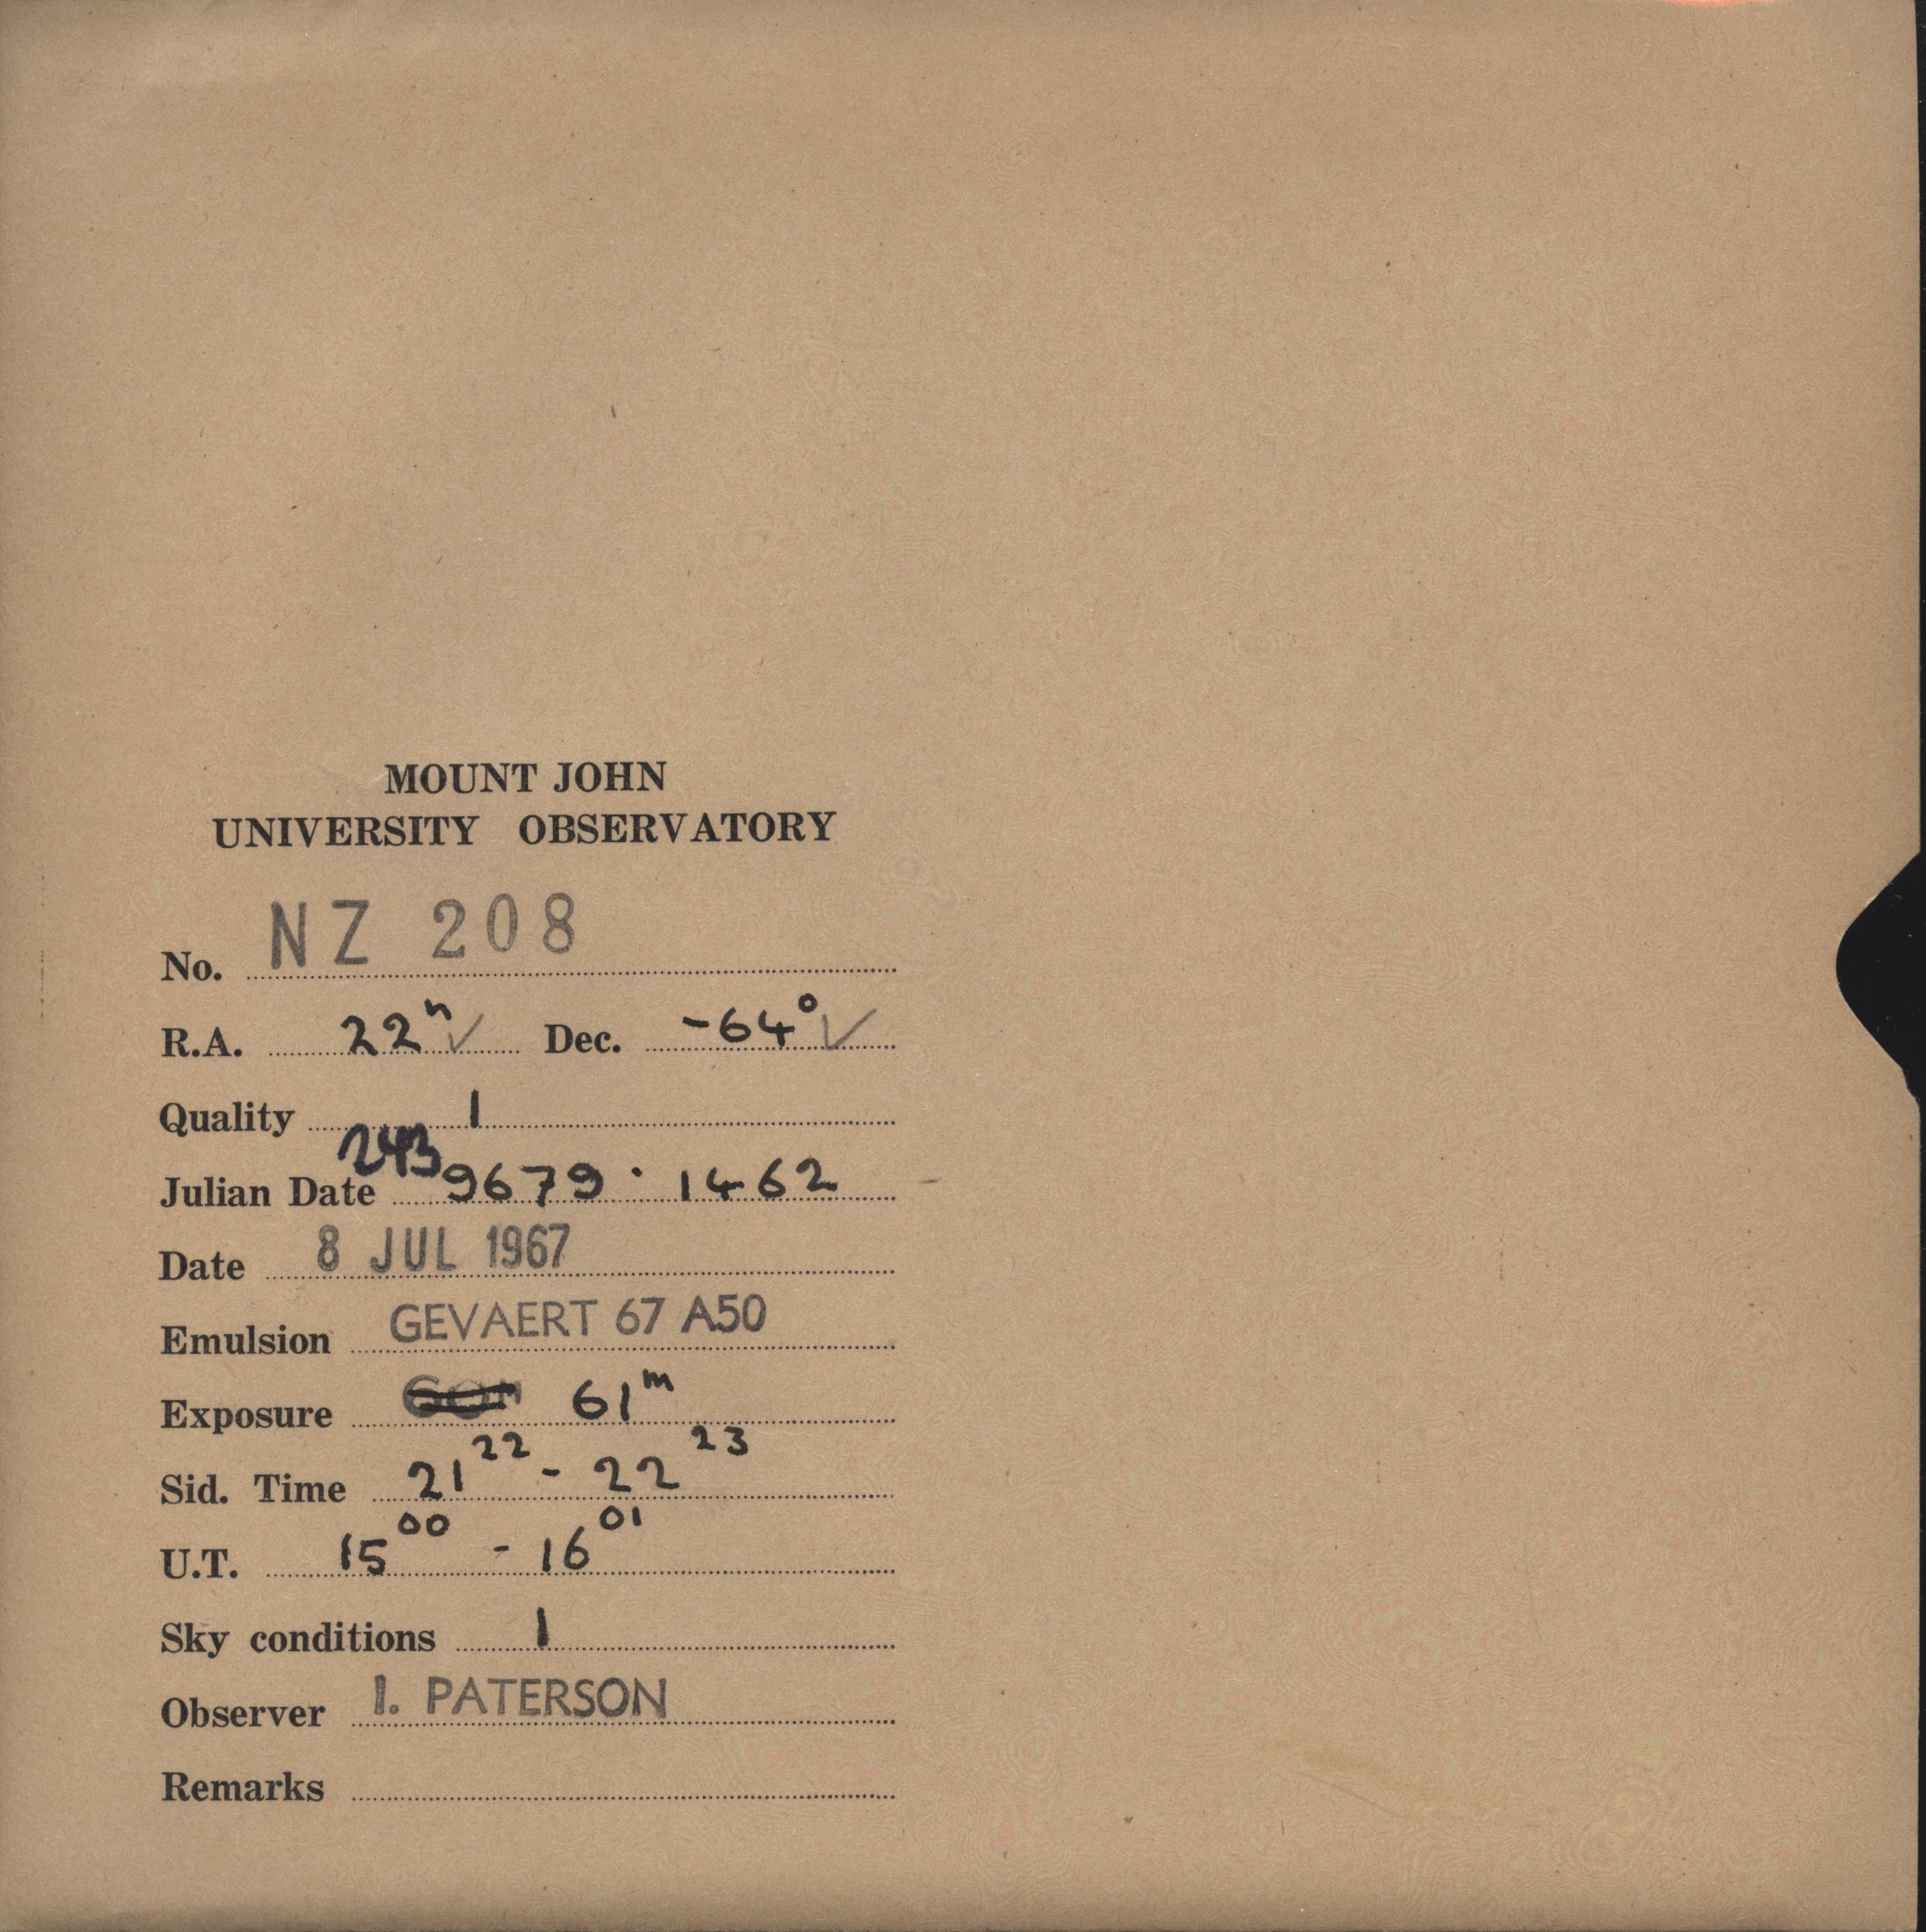 MOUNT JOHN
UNIVERSITY OBSERVATORY
No. NZ 208
R.A. 22h ✓ Dec. -64° ✓
Quality 1
Julian Date 2439679.1462
Date 8 JUL 1967
Emulsion GEVAERT 67 A50
Exposure 61m
Sid. Time 21 22 - 22 23
U.T. 15 00 - 16 01
Sky conditions 1
Observer I. PATERSON
Remarks